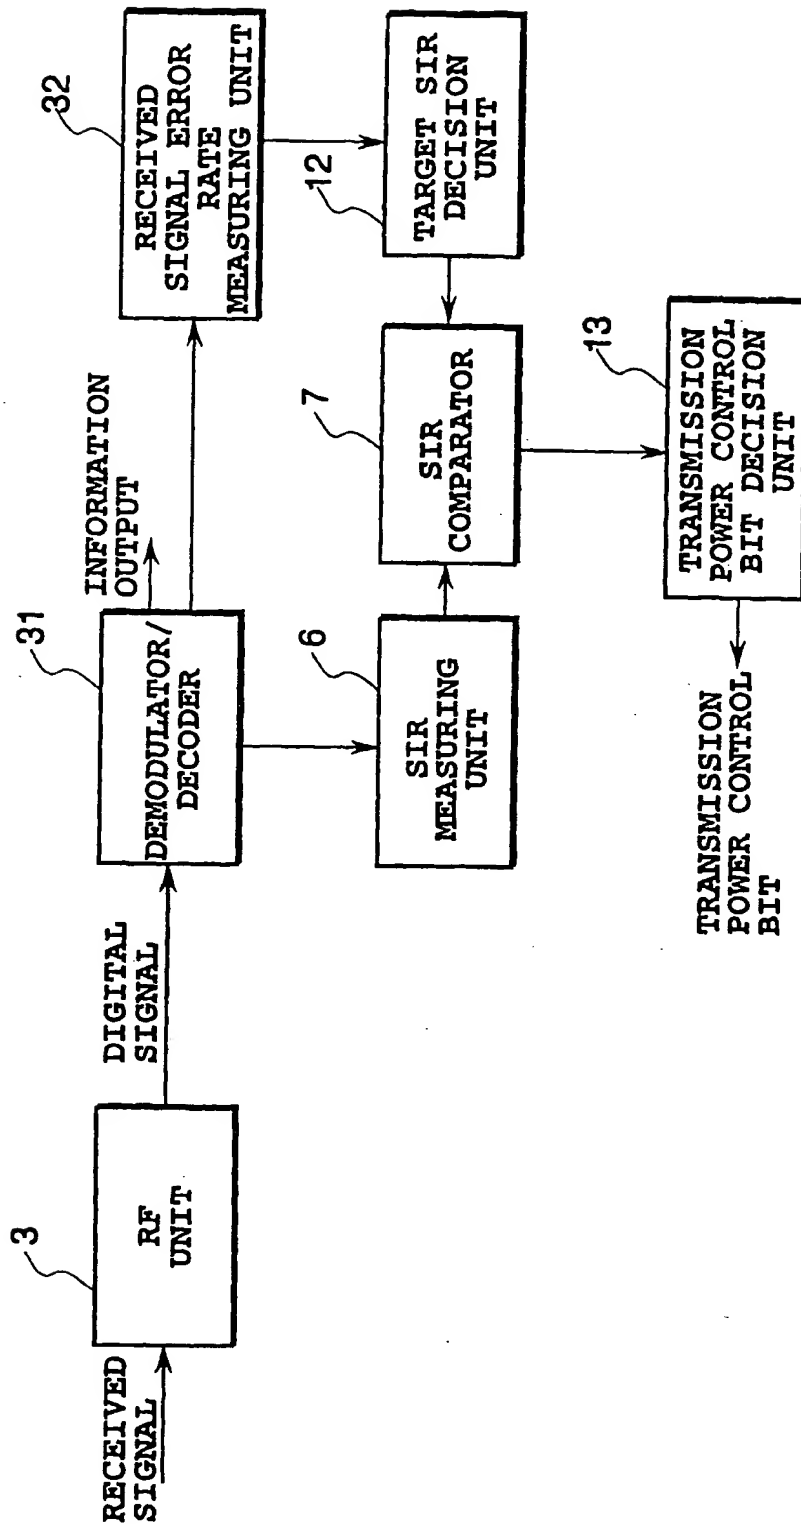 RECEIVED
SIGNAL
3
RF
UNIT
DIGITAL
SIGNAL
31
DEMODULATOR/
DECODER
INFORMATION
OUTPUT
32
RECEIVED
SIGNAL ERROR
RATE
MEASURING UNIT
6
SIR
MEASURING
UNIT
7
SIR
COMPARATOR
12
TARGET SIR
DECISION
UNIT
13
TRANSMISSION
POWER CONTROL
BIT DECISION
UNIT
TRANSMISSION
POWER CONTROL
BIT